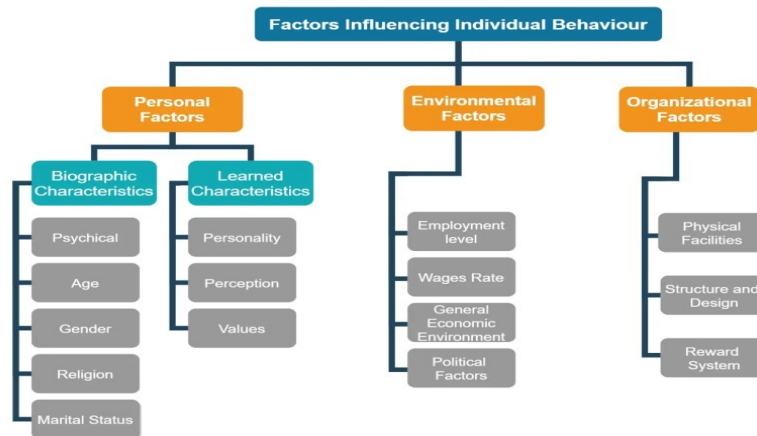 Factors Influencing Individual Behaviour
Personal
Factors
Environmental
Factors
Organizational
Factors
Biographic
Characteristics
Learned
Characteristics
Psychical
Age
Gender
Religion
Marital Status
Personality
Perception
Values
Employment
level
Wages Rate
General
Economic
Environment
Political
Factors
Physical
Facilities
Structure and
Design
Reward
System